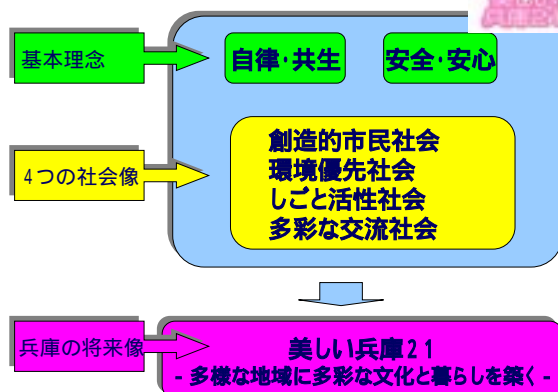 基本理念
自律・共生
安全・安心
4つの社会像
創造的市民社会
環境優先社会
しごと活性社会
多彩な交流社会
兵庫の将来像
美しい兵庫21
- 多様な地域に多彩な文化と暮らしを築く -